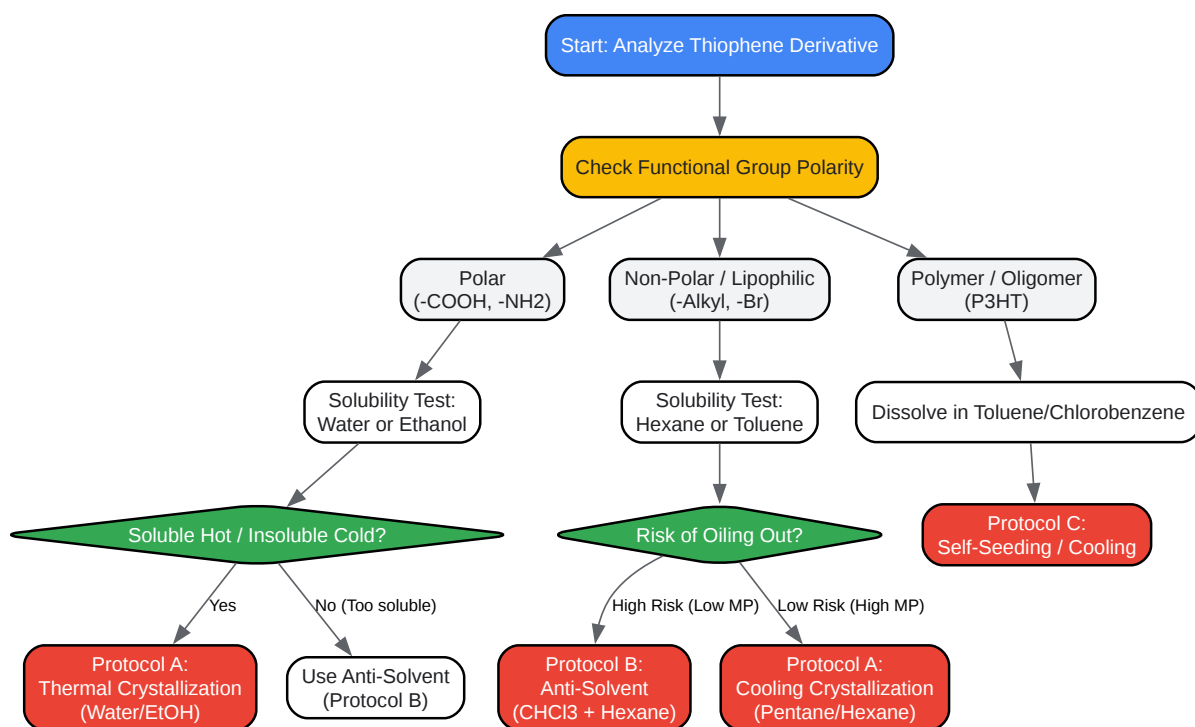 Start: Analyze Thiophene Derivative
Check Functional Group Polarity
Polar
(-COOH, -NH2)
Non-Polar / Lipophilic
(-Alkyl, -Br)
Polymer / Oligomer
(P3HT)
Solubility Test:
Water or Ethanol
Solubility Test:
Hexane or Toluene
Dissolve in Toluene/Chlorobenzene
Soluble Hot / Insoluble Cold?
Risk of Oiling Out?
Protocol C:
Self-Seeding / Cooling
Yes
No (Too soluble)
High Risk (Low MP)
Low Risk (High MP)
Protocol A:
Thermal Crystallization
(Water/EtOH)
Use Anti-Solvent
(Protocol B)
Protocol B:
Anti-Solvent
(CHCl3 + Hexane)
Protocol A:
Cooling Crystallization
(Pentane/Hexane)